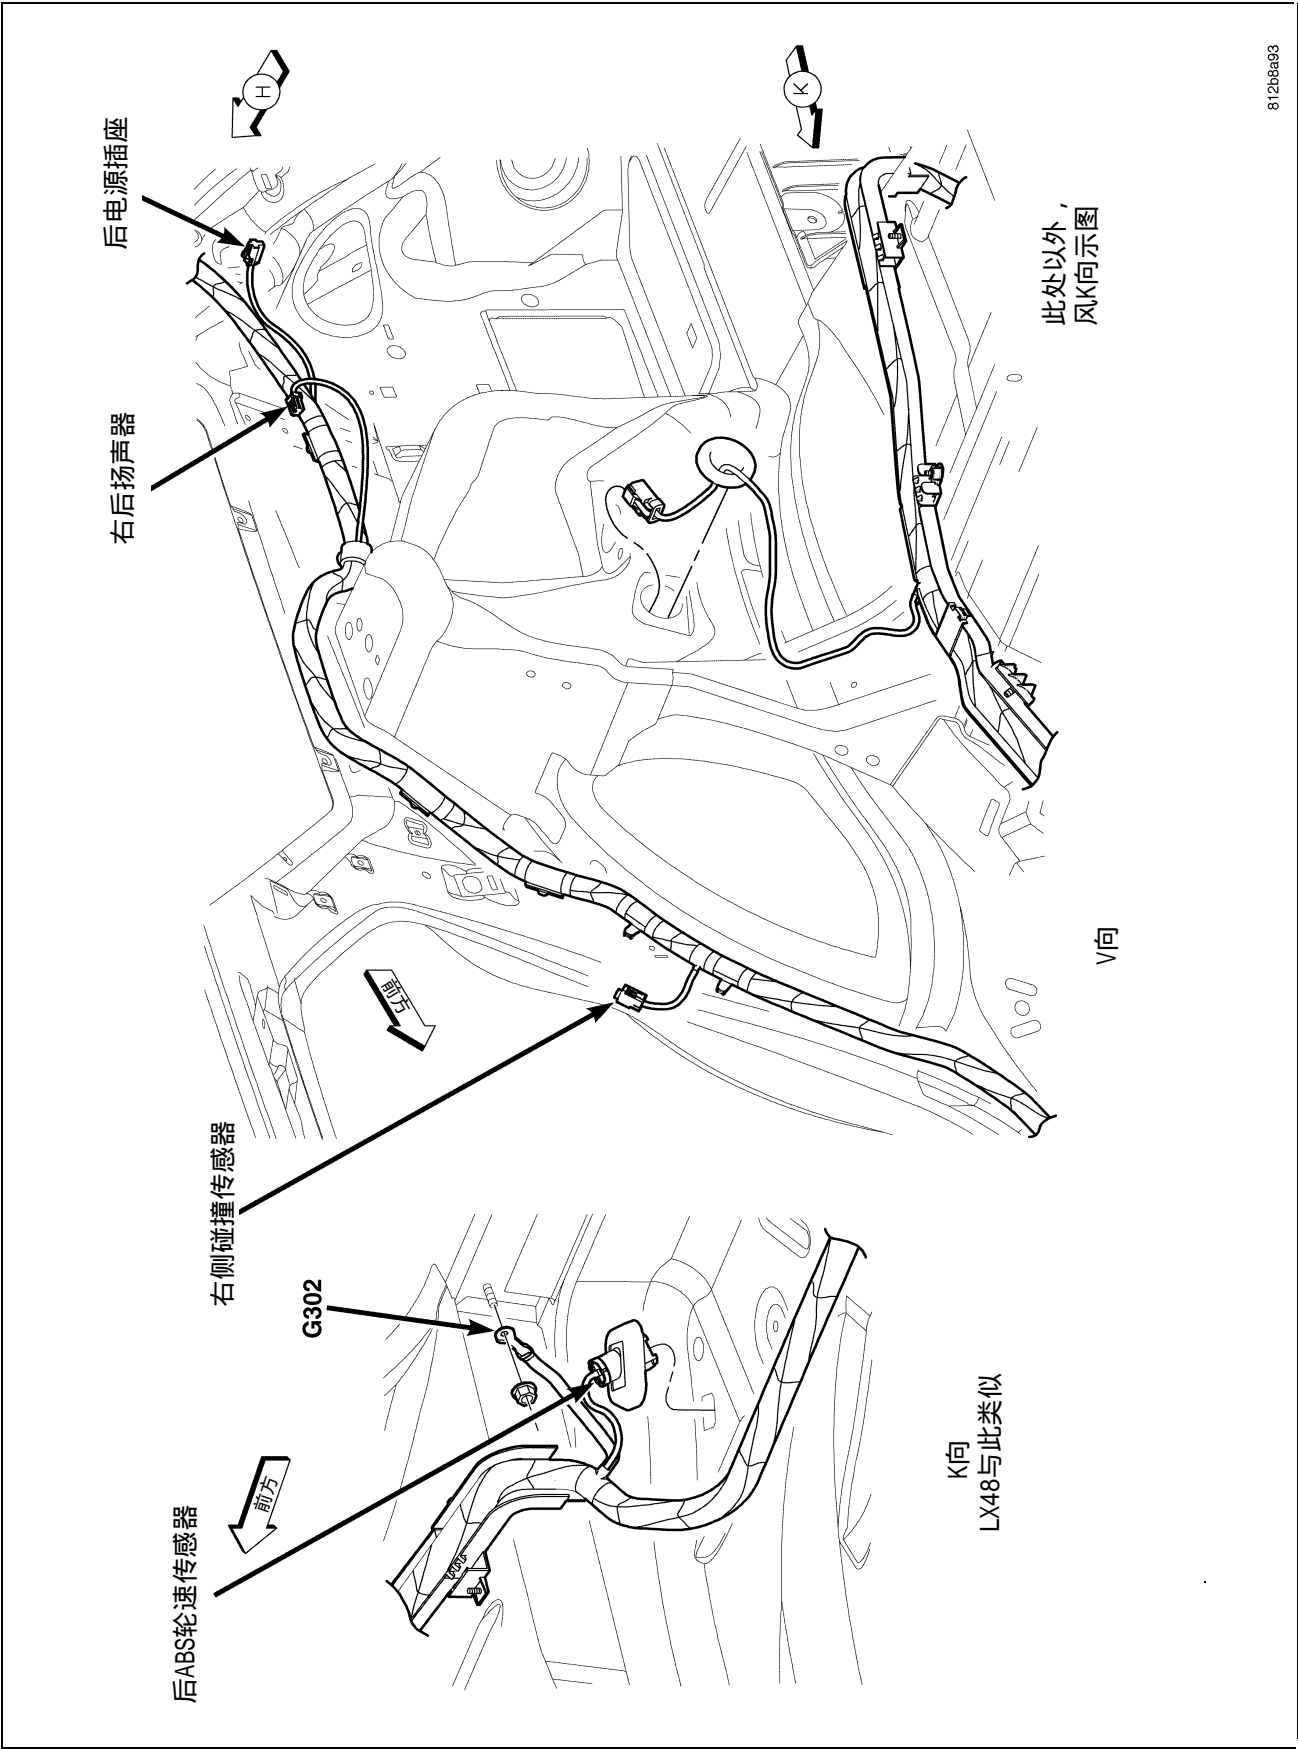 812b8a93
H
K
后电源插座
右后扬声器
此处以外，
风K向示图
前方
V向
右侧碰撞传感器
G302
后ABS轮速传感器
前方
K向
LX48与此类似